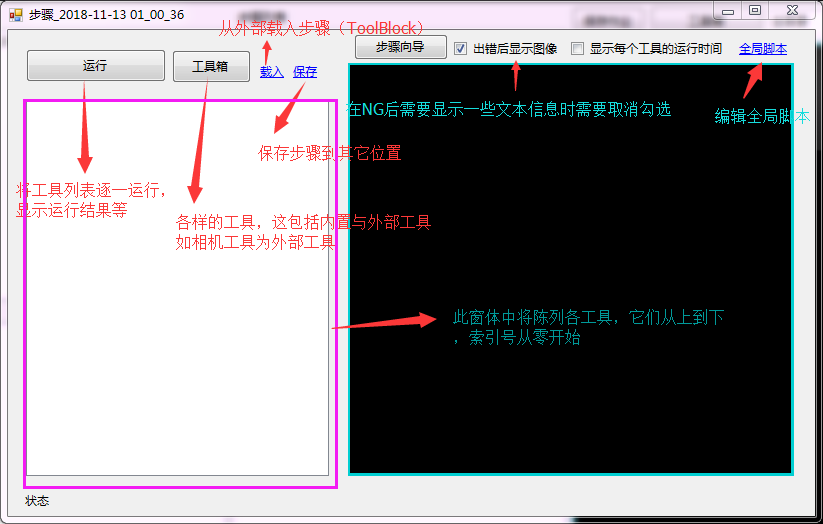 步骤_2018-11-13 01_00_36
从外部载入步骤（ToolBlock）
运行
工具箱
载入
保存
步骤向导
出错后显示图像
显示每个工具的运行时间
全局脚本
在NG后需要显示一些文本信息时需要取消勾选
编辑全局脚本
保存步骤到其它位置
将工具列表逐一运行，
显示运行结果等
各样的工具，这包括内置与外部工具
如相机工具为外部工具
此窗体中将陈列各工具，它们从上到下
，索引号从零开始
状态